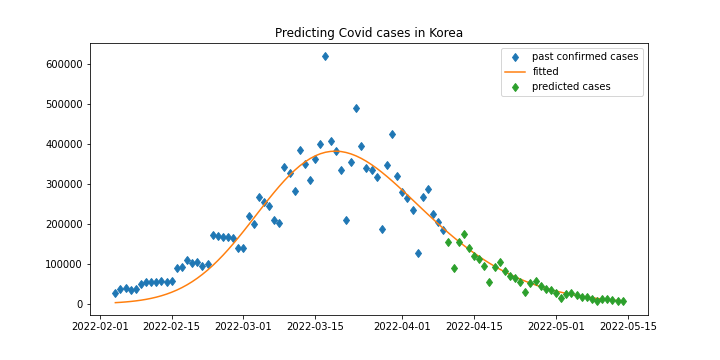 Predicting Covid cases in Korea
past confirmed cases
fitted
predicted cases
600000
500000
400000
300000
200000
100000
0
2022-02-01 2022-02-15 2022-03-01 2022-03-15 2022-04-01 2022-04-15 2022-05-01 2022-05-15